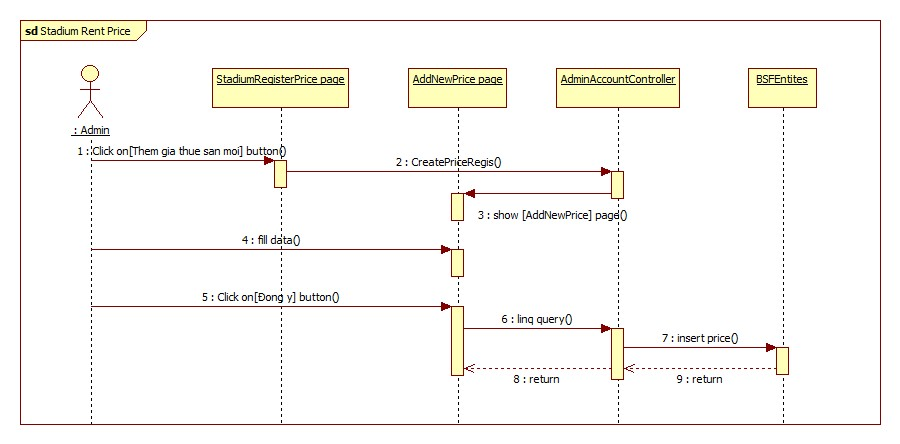 sd Stadium Rent Price
StadiumRegisterPrice page
AddNewPrice page
AdminAccountController
BSFEntites
: Admin
1 : Click on[Them gia thue san moi] button()
2 : CreatePriceRegis()
3 : show [AddNewPrice] page()
4 : fill data()
5 : Click on[Đong y] button()
6 : linq query()
7 : insert price()
8 : return
9 : return